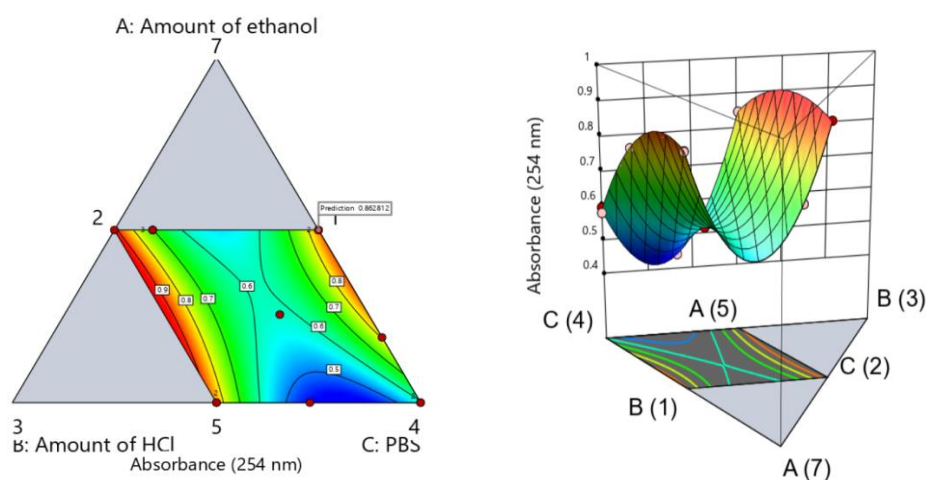 A: Amount of ethanol
7
Prediction 0.862812
2
3
0.9
0.8
0.7
0.6
0.8
0.7
0.6
0.5
2
3
5
4
B: Amount of HCl
C: PBS
Absorbance (254 nm)
1
0.9
0.8
0.7
0.6
0.5
0.4
Absorbance (254 nm)
C (4)
A (5)
B (3)
C (2)
B (1)
A (7)